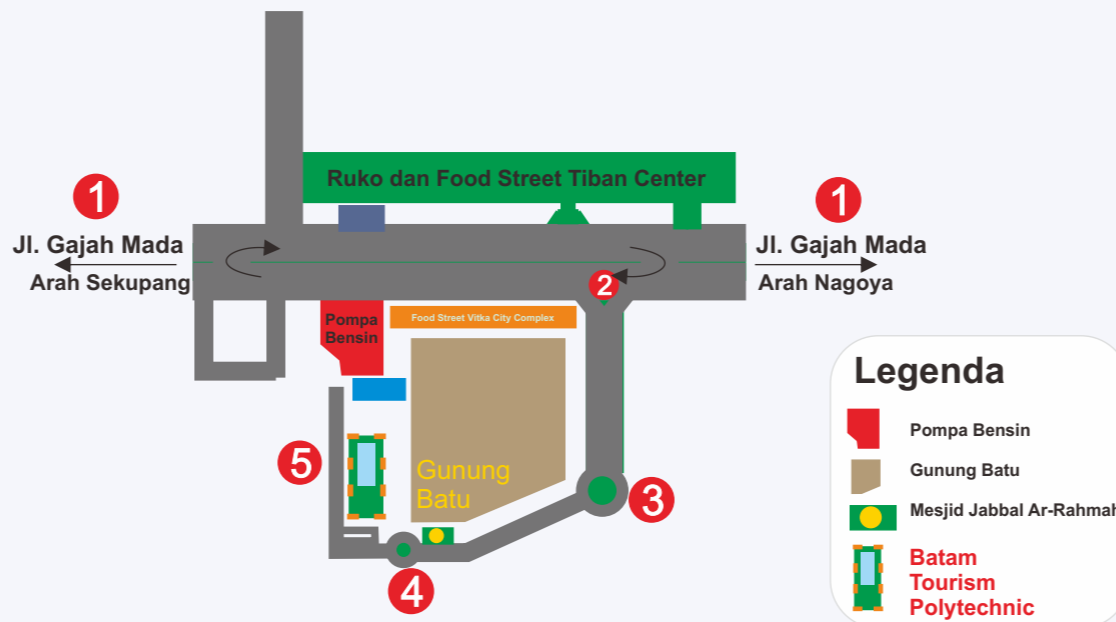 Ruko dan Food Street Tiban Center
1
1
Jl. Gajah Mada
Arah Sekupang
Jl. Gajah Mada
Arah Nagoya
2
Pompa
Bensin
Food Street Vitka City Complex
Legenda
Pompa Bensin
Gunung Batu
Mesjid Jabbal Ar-Rahmah
Batam
Tourism
Polytechnic
5
Gunung
Batu
3
4